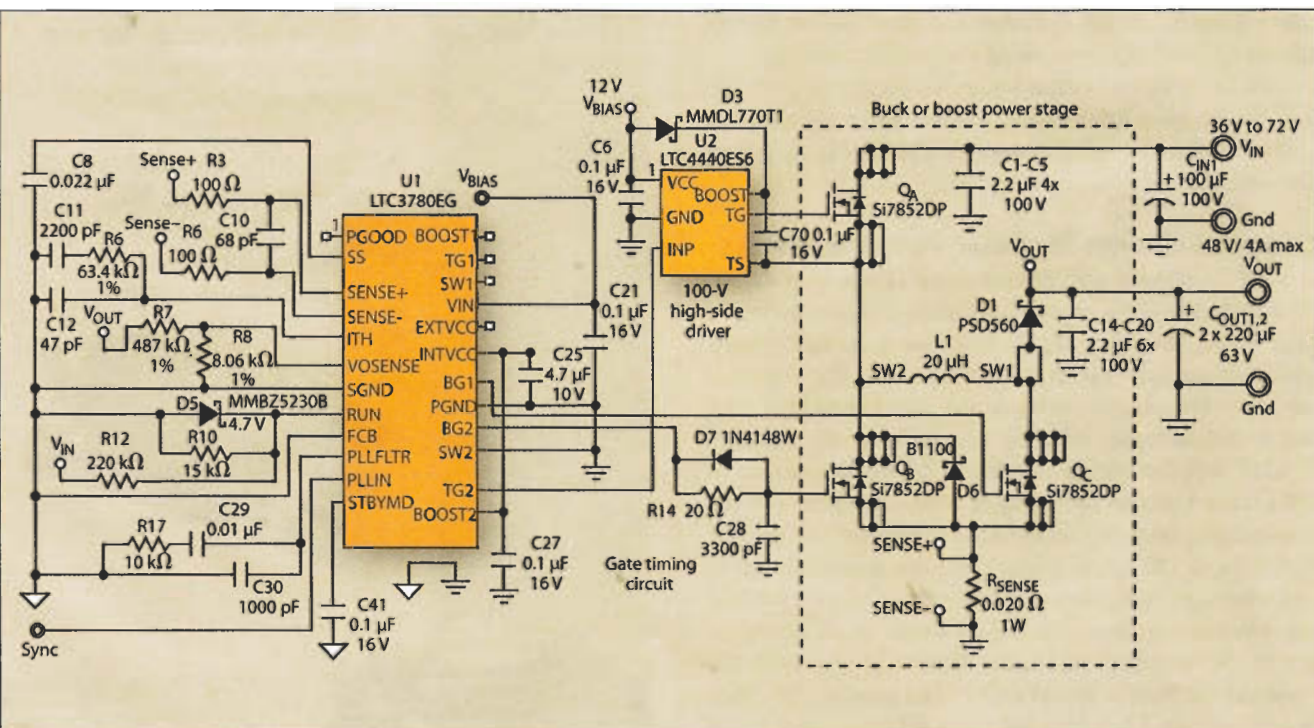 C8
0.022 µF
Sense+
R3
100 Ω
C11
2200 pF
R6
63.4 kΩ
1%
Sense−
R6
100 Ω
C10
68 pF
C12
47 pF
VOUT
R7
487 kΩ
1%
R8
8.06 kΩ
1%
D5
MMBZ5230B
4.7 V
VIN
R12
220 kΩ
R10
15 kΩ
R17
10 kΩ
C29
0.01 µF
C30
1000 pF
Sync
C41
0.1 µF
16 V
U1
LTC3780EG
1
PGOOD
SS
SENSE+
SENSE-
ITH
VOSENSE
SGND
RUN
FCB
PLLFLTR
PLLIN
STBYMD
BOOST1
TG1
SW1
VIN
EXTVCC
INTVCC
BG1
PGND
BG2
SW2
TG2
BOOST2
VBIAS
C21
0.1 µF
16 V
C25
4.7 µF
10 V
C27
0.1 µF
16 V
12 V
VBIAS
D3
MMDL770T1
C6
0.1 µF
16 V
U2
LTC4440ES6
1
VCC
GND
INP
BOOST
TG
TS
C70 0.1 µF
16 V
100-V
high-side
driver
D7 1N4148W
R14 20 Ω
C28
3300 pF
Gate timing
circuit
Buck or boost power stage
QA
Si7852DP
C1-C5
2.2 µF 4x
100 V
36 V to 72 V
VIN
CIN1
+ 100 µF
100 V
Gnd
48 V/ 4A max
VOUT
VOUT
D1
PSD560
C14-C20
2.2 µF 6x
100 V
+
COUT1,2
2 x 220 µF
63 V
Gnd
L1
20 µH
SW2
SW1
QB
Si7852DP
B1100
D6
QC
Si7852DP
SENSE+
RSENSE
0.020 Ω
1W
SENSE−